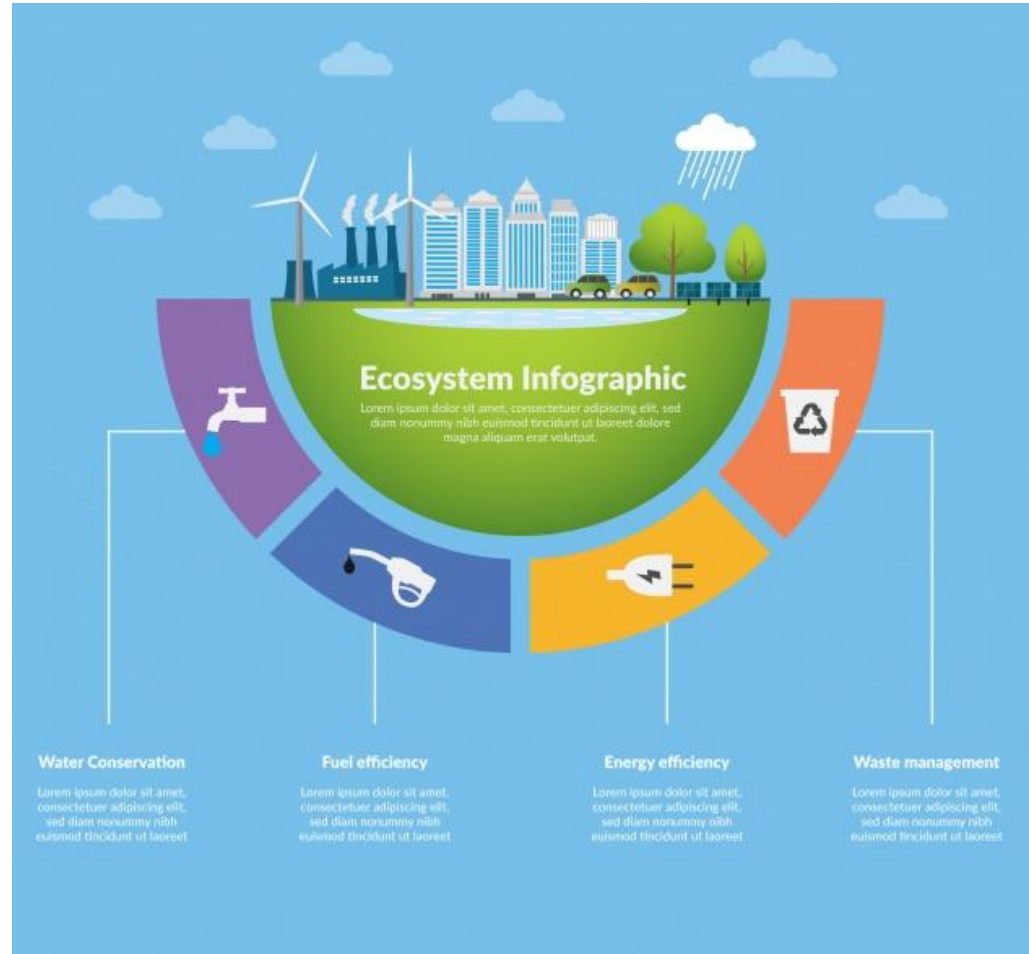 Ecosystem Infographic
Lorem ipsum dolor sit amet, consectetuer adipiscing elit, sed
diam nonummy nibh euismod tincidunt ut laoreet dolore
magna aliquam erat volutpat.
Water Conservation
Lorem ipsum dolor sit amet,
consectetuer adipiscing elit,
sed diam nonummy nibh
euismod tincidunt ut laoreet
Fuel efficiency
Lorem ipsum dolor sit amet,
consectetuer adipiscing elit,
sed diam nonummy nibh
euismod tincidunt ut laoreet
Energy efficiency
Lorem ipsum dolor sit amet,
consectetuer adipiscing elit,
sed diam nonummy nibh
euismod tincidunt ut laoreet
Waste management
Lorem ipsum dolor sit amet,
consectetuer adipiscing elit,
sed diam nonummy nibh
euismod tincidunt ut laoreet